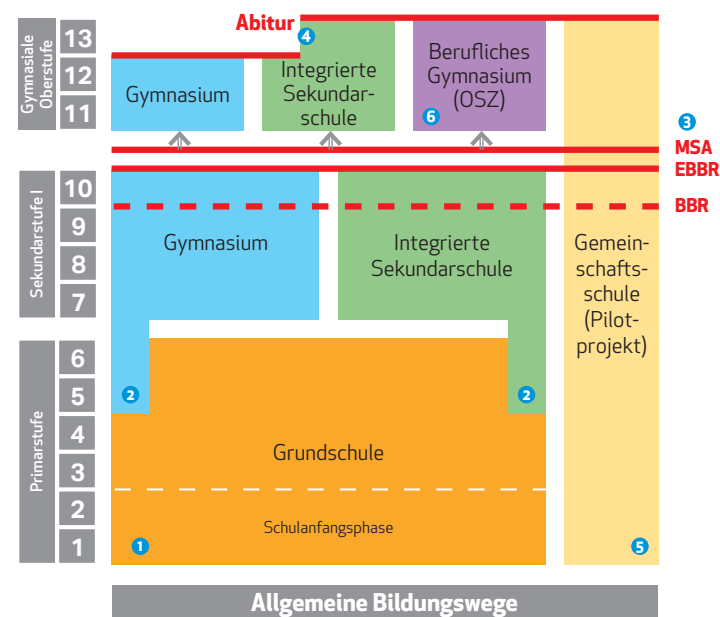 Gymnasiale
Oberstufe
13
12
11
Abitur
4
Gymnasium
Integrierte
Sekundar-
schule
Berufliches
Gymnasium
(OSZ)
6
3
MSA
EBBR
BBR
Sekundarstufe I
10
9
8
7
Gymnasium
Integrierte
Sekundarschule
Gemein-
schafts-
schule
(Pilot-
projekt)
Primarstufe
6
5
4
3
2
1
2
2
Grundschule
Schulanfangsphase
1
5
Allgemeine Bildungswege